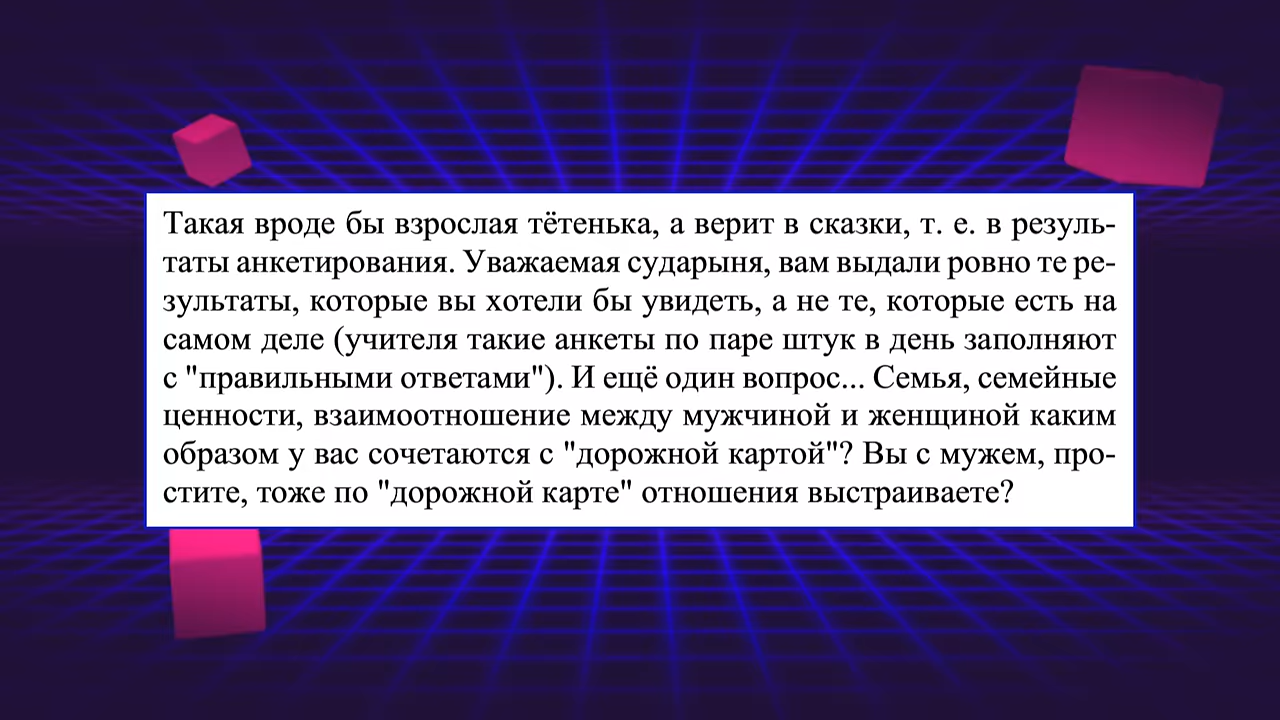 Такая вроде бы взрослая тётенька, а верит в сказки, т. е. в резуль-
таты анкетирования. Уважаемая сударыня, вам выдали ровно те ре-
зультаты, которые вы хотели бы увидеть, а не те, которые есть на
самом деле (учителя такие анкеты по паре штук в день заполняют
с "правильными ответами"). И ещё один вопрос... Семья, семейные
ценности, взаимоотношение между мужчиной и женщиной каким
образом у вас сочетаются с "дорожной картой"? Вы с мужем, про-
стите, тоже по "дорожной карте" отношения выстраиваете?